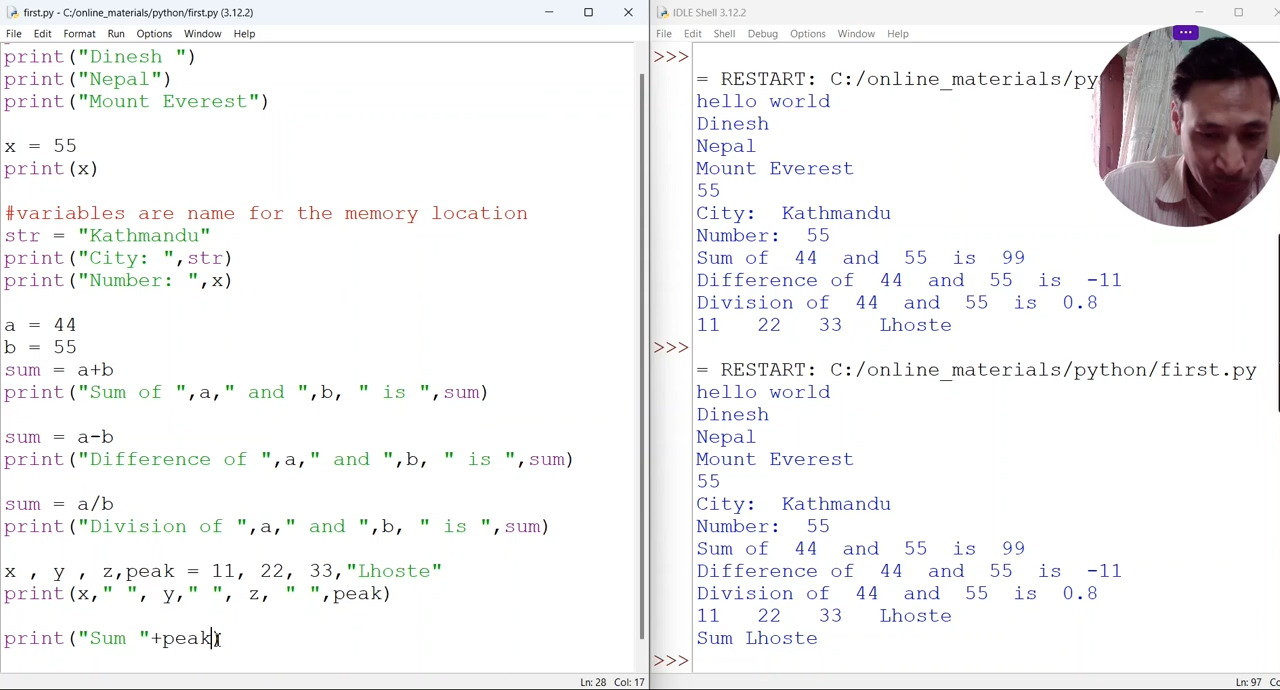 first.py - C:/online_materials/python/first.py (3.12.2)
File Edit Format Run Options Window Help
print("Dinesh ")
print("Nepal")
print("Mount Everest")
x = 55
print(x)
#variables are name for the memory location
str = "Kathmandu"
print("City: ",str)
print("Number: ",x)
a = 44
b = 55
sum = a+b
print("Sum of ",a," and ",b, " is ",sum)
sum = a-b
print("Difference of ",a," and ",b, " is ",sum)
sum = a/b
print("Division of ",a," and ",b, " is ",sum)
x , y , z,peak = 11, 22, 33,"Lhoste"
print(x," ", y," ", z, " ",peak)
print("Sum "+peak)
Ln: 28 Col: 17
IDLE Shell 3.12.2
File Edit Shell Debug Options Window Help
>>>
= RESTART: C:/online_materials/py
hello world
Dinesh
Nepal
Mount Everest
55
City:  Kathmandu
Number:  55
Sum of  44  and  55  is  99
Difference of  44  and  55  is  -11
Division of  44  and  55  is  0.8
11   22   33   Lhoste
>>>
= RESTART: C:/online_materials/python/first.py
hello world
Dinesh
Nepal
Mount Everest
55
City:  Kathmandu
Number:  55
Sum of  44  and  55  is  99
Difference of  44  and  55  is  -11
Division of  44  and  55  is  0.8
11   22   33   Lhoste
Sum Lhoste
>>>
Ln: 97